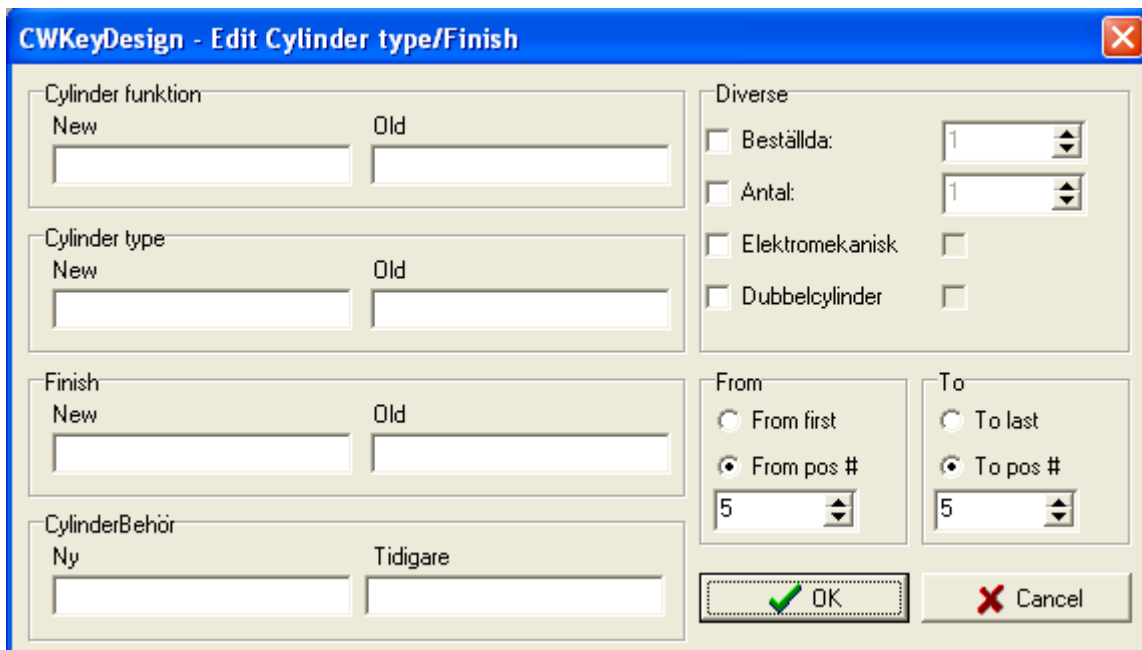 CWKeyDesign - Edit Cylinder type/Finish
Cylinder funktion
New Old
Cylinder type
New Old
Finish
New Old
CylinderBehör
Ny Tidigare
Diverse
Beställda: 1
Antal: 1
Elektromekanisk
Dubbelcylinder
From
From first
From pos #
5
To
To last
To pos #
5
OK Cancel